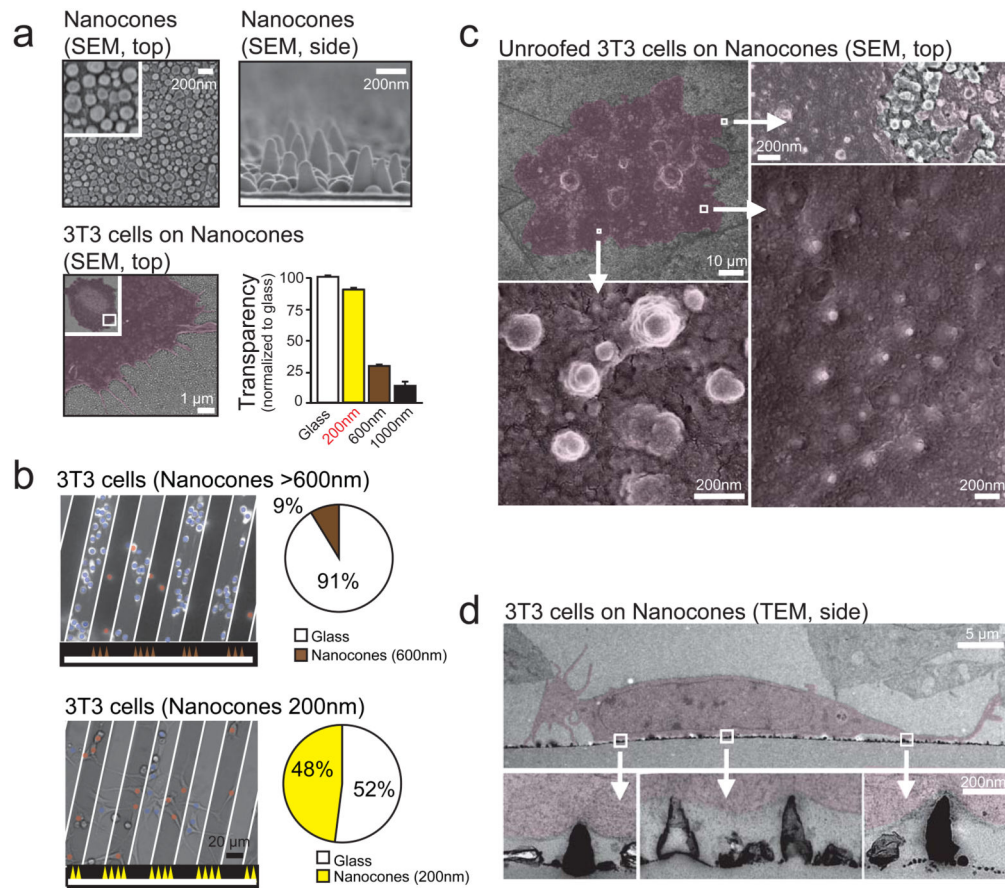 a
Nanocones
(SEM, top)
200nm
Nanocones
(SEM, side)
200nm
3T3 cells on Nanocones
(SEM, top)
1 µm
Transparency
(normalized to glass)
100
75
50
25
0
Glass
200nm
600nm
1000nm
b
3T3 cells (Nanocones >600nm)
9%
91%
Glass
Nanocones (600nm)
3T3 cells (Nanocones 200nm)
20 µm
48%
52%
Glass
Nanocones (200nm)
c
Unroofed 3T3 cells on Nanocones (SEM, top)
10 µm
200nm
200nm
200nm
d
3T3 cells on Nanocones (TEM, side)
5 µm
200nm